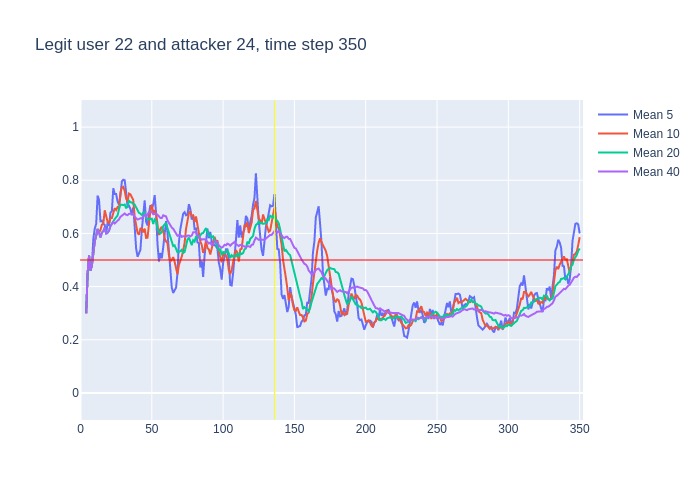 Legit user 22 and attacker 24, time step 350
Mean 5
Mean 10
Mean 20
Mean 40
1
0.8
0.6
0.4
0.2
0
0 50 100 150 200 250 300 350